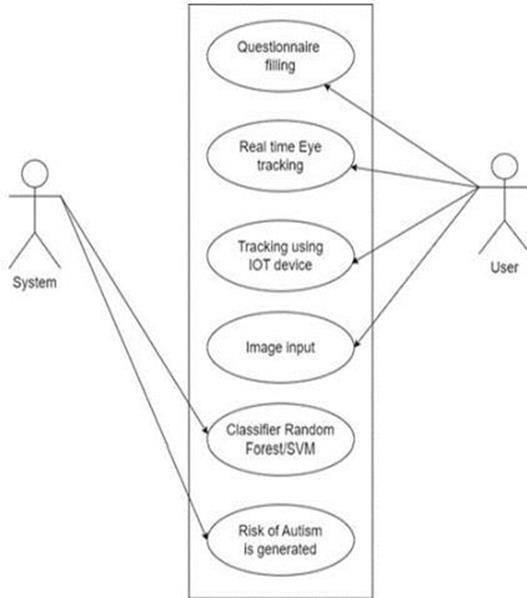 Questionnaire
filling
Real time Eye
tracking
System
User
Tracking using
IOT device
Image input
Classifier Random
Forest/SVM
Risk of Autism
is generated